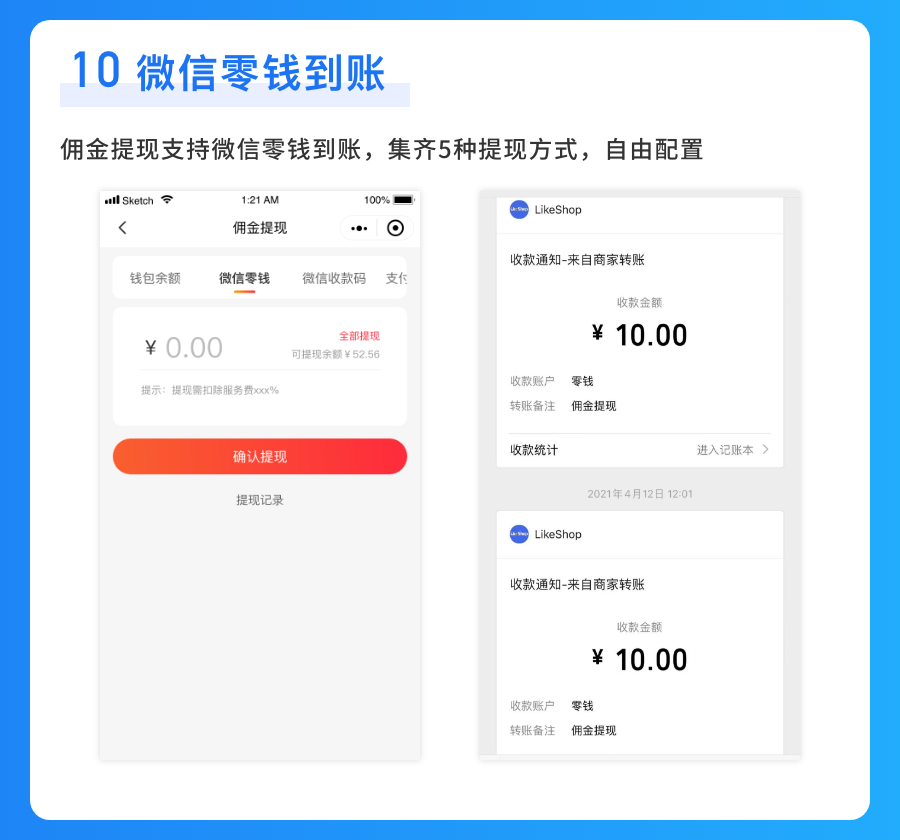 10 微信零钱到账
佣金提现支持微信零钱到账，集齐5种提现方式，自由配置
Sketch 1:21 AM 100%
佣金提现
钱包余额 微信零钱 微信收款码 支付
¥ 0.00
全部提现
可提现余额 ¥ 52.56
提示：提现需扣除服务费xxx%
确认提现
提现记录
LikeShop
收款通知-来自商家转账
收款金额
¥ 10.00
收款账户 零钱
转账备注 佣金提现
收款统计 进入记账本
2021年4月12日 12:01
LikeShop
收款通知-来自商家转账
收款金额
¥ 10.00
收款账户 零钱
转账备注 佣金提现